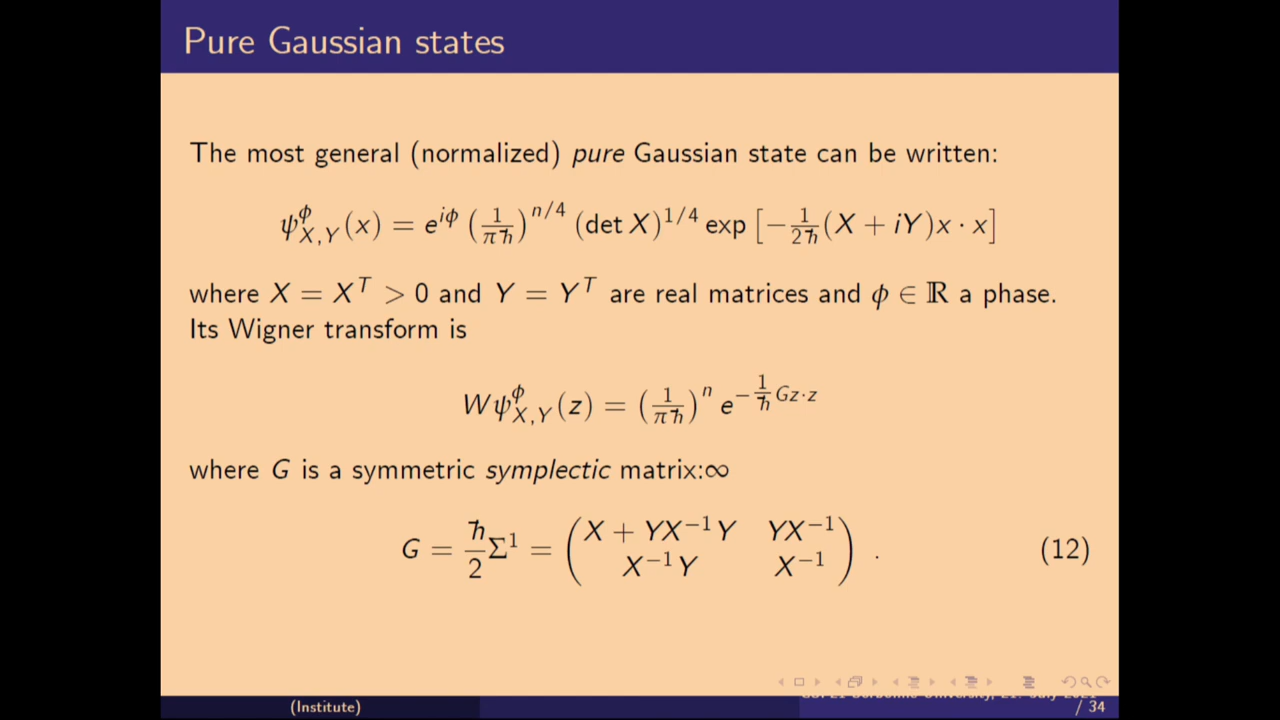 Pure Gaussian states
The most general (normalized) pure Gaussian state can be written:
ψ^ϕ_{X,Y}(x) = e^{iϕ} (1/πħ)^{n/4} (det X)^{1/4} exp [−1/2ħ (X + iY)x · x]
where X = X^T > 0 and Y = Y^T are real matrices and ϕ ∈ ℝ a phase.
Its Wigner transform is
Wψ^ϕ_{X,Y}(z) = (1/πħ)^n e^{−1/ħ Gz·z}
where G is a symmetric symplectic matrix:∞
G = ħ/2 Σ^1 = (X + YX^{−1}Y YX^{−1}
X^{−1}Y X^{−1}) . (12)
(Institute)
/ 34